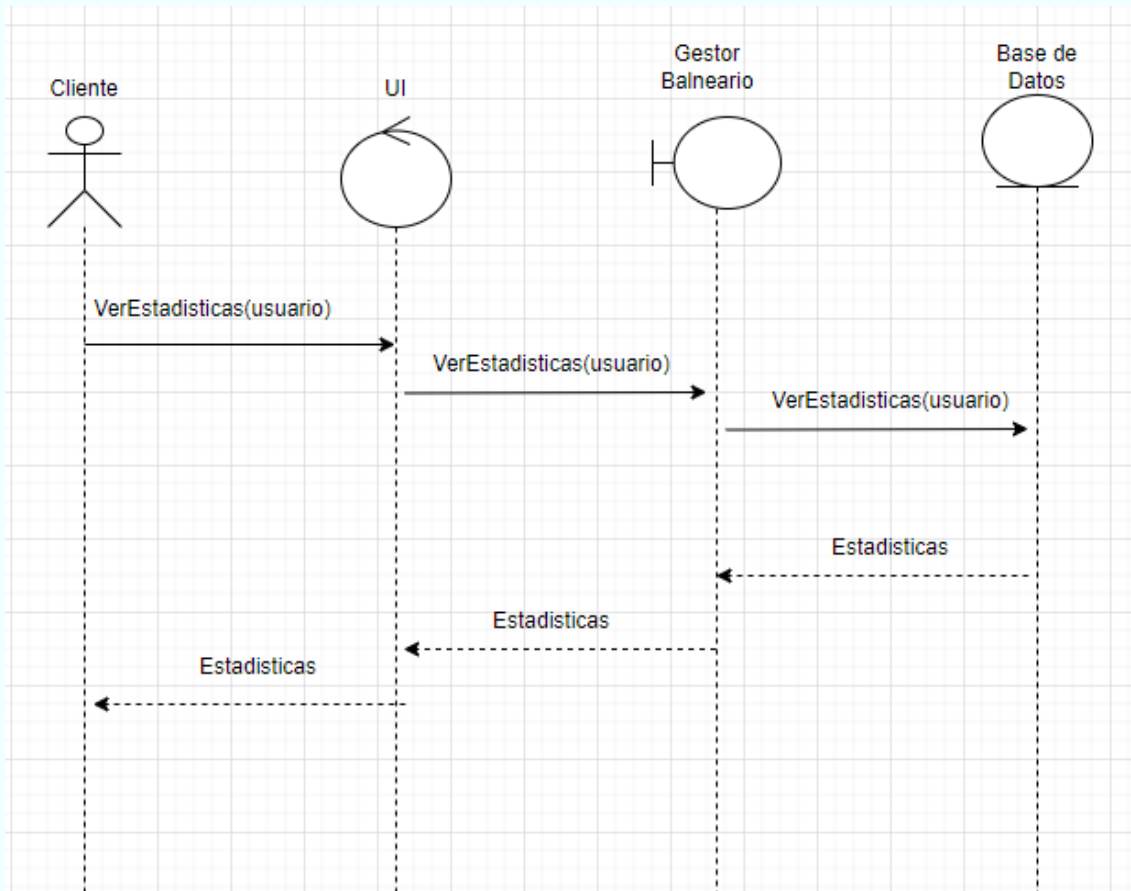 Cliente
UI
Gestor
Balneario
Base de
Datos
VerEstadisticas(usuario)
VerEstadisticas(usuario)
VerEstadisticas(usuario)
Estadisticas
Estadisticas
Estadisticas